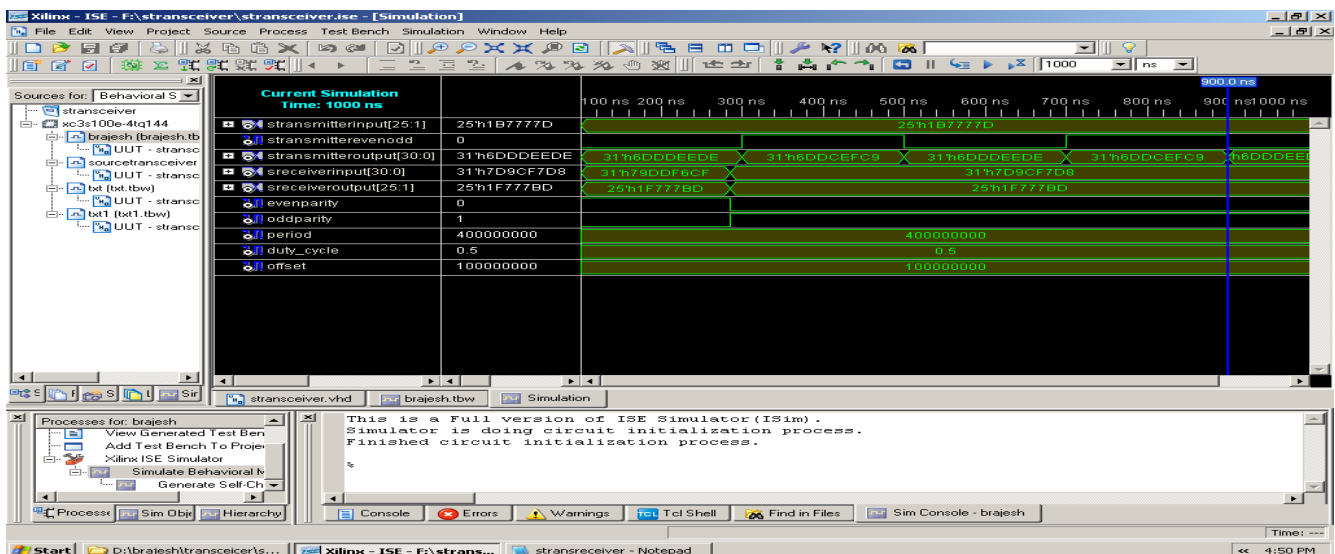 Xilinx - ISE - F:\stransceiver\stransceiver.ise - [Simulation]
File Edit View Project Source Process Test Bench Simulation Window Help
1000 ns
Sources for: Behavioral S
stransceiver
xc3s100e-4tq144
brajesh (brajesh.tb
UUT - stransc
sourcetransceiver
UUT - stransc
txt (txt.tbw)
UUT - stransc
txt1 (txt1.tbw)
UUT - stransc
Current Simulation
Time: 1000 ns
900.0 ns
100 ns 200 ns 300 ns 400 ns 500 ns 600 ns 700 ns 800 ns 900 ns 1000 ns
stransmitterinput[25:1] 25'h1B7777D 25'h1B7777D
stransmitterevenodd 0
stransmitteroutput[30:0] 31'h6DDDEEDE 31'h6DDDEEDE 31'h6DDCEFC9 31'h6DDDEEDE 31'h6DDCEFC9 h6DDDEE
sreceiverinput[30:0] 31'h7D9CF7D8 31'h79DDF6CF 31'h7D9CF7D8
sreceiveroutput[25:1] 25'h1F777BD 25'h1F777BD 25'h1F777BD
evenparity 0
oddparity 1
period 400000000 400000000
duty_cycle 0.5 0.5
offset 100000000 100000000
Sir
stransceiver.vhd brajesh.tbw Simulation
Processes for: brajesh
View Generated Test Ben
Add Test Bench To Proje
Xilinx ISE Simulator
Simulate Behavioral M
Generate Self-Ch
Processe Sim Obje Hierarchy
This is a Full version of ISE Simulator(ISim).
Simulator is doing circuit initialization process.
Finished circuit initialization process.
%
Console Errors Warnings Tcl Shell Find in Files Sim Console - brajesh
Time: ---
Start D:\brajesh\transceicer\s... Xilinx - ISE - F:\strans... stransreceiver - Notepad « 4:50 PM